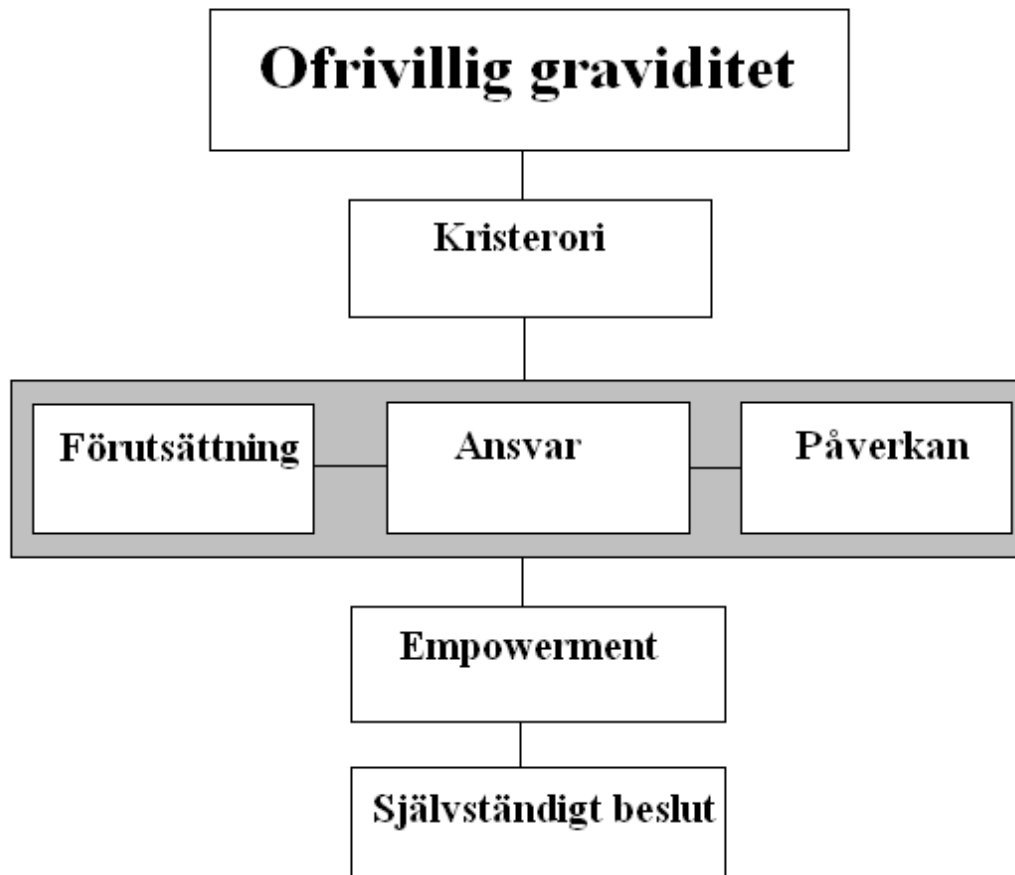 Ofrivillig graviditet
Kristerori
Förutsättning
Ansvar
Påverkan
Empowerment
Självständigt beslut